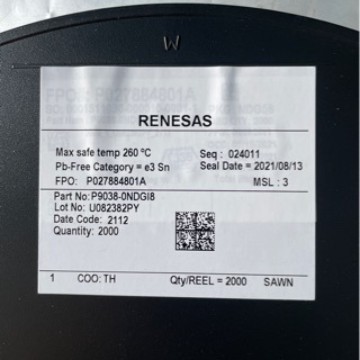 W
RENESAS
Max safe temp 260 ºC Seq : 024011
Pb-Free Category = e3 Sn Seal Date = 2021/08/13
FPO: P027884801A MSL : 3
Part No:P9038-0NDGI8
Lot No: U082382PY
Date Code: 2112
Quantity: 2000
1 COO: TH Qty/REEL = 2000 SAWN